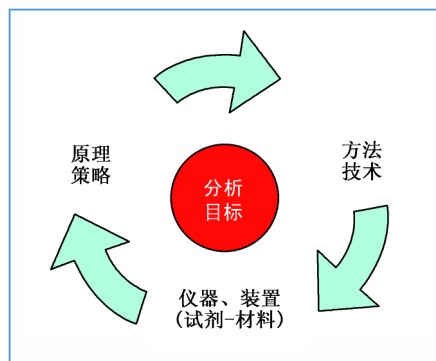 原理
策略
方法
技术
分析
目标
仪器、装置
(试剂-材料)